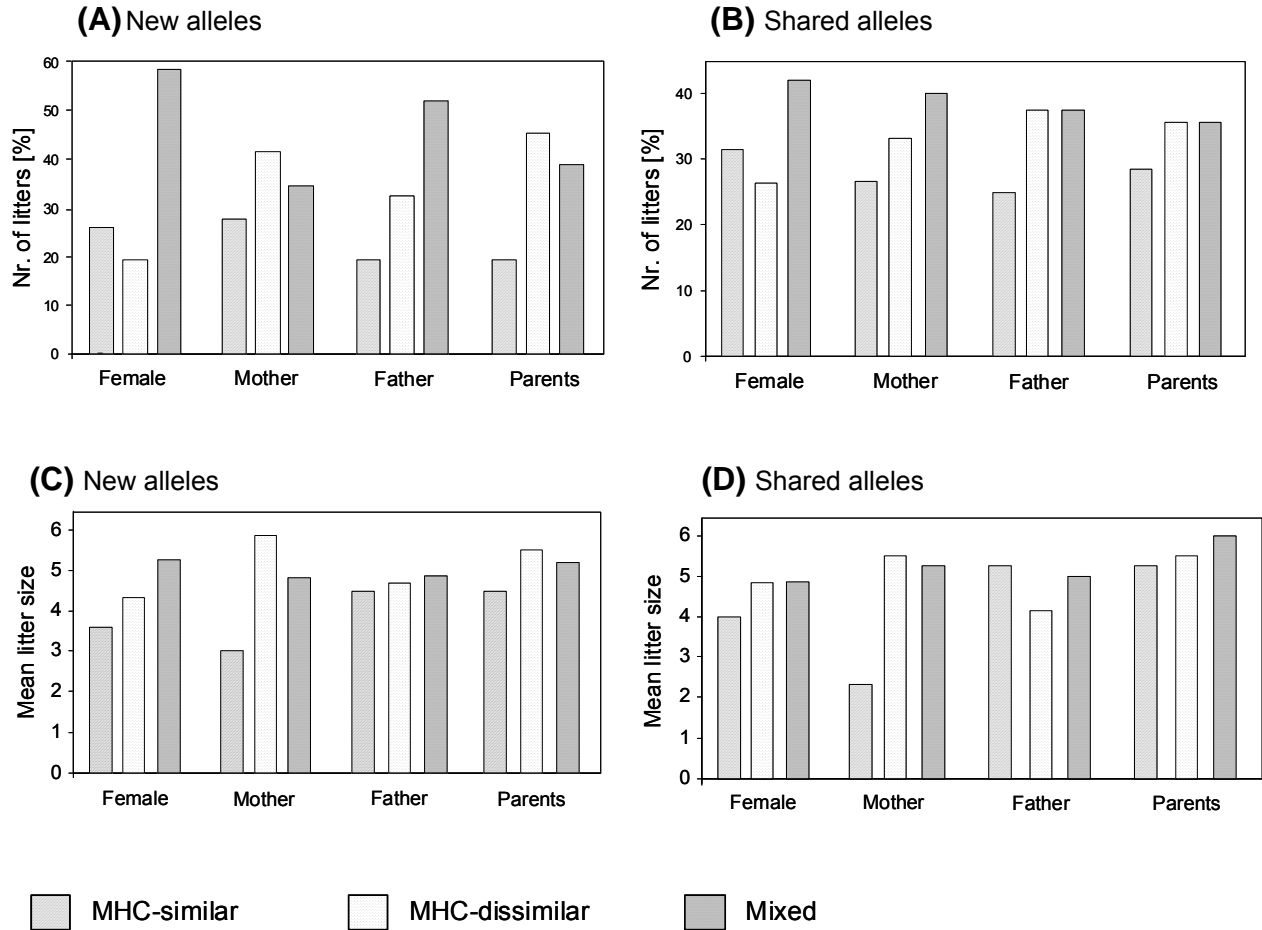 (A) New alleles
60
50
40
30
20
10
0
Nr. of litters [%]
Female Mother Father Parents
(B) Shared alleles
40
30
20
10
0
Nr. of litters [%]
Female Mother Father Parents
(C) New alleles
6
5
4
3
2
1
0
Mean litter size
Female Mother Father Parents
(D) Shared alleles
6
5
4
3
2
1
0
Mean litter size
Female Mother Father Parents
MHC-similar MHC-dissimilar Mixed